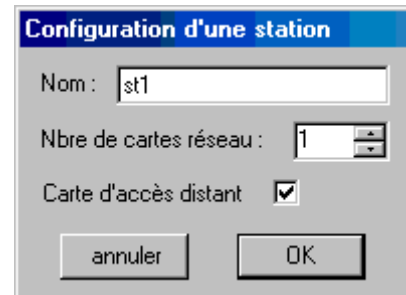 Configuration d'une station
Nom : st1
Nbre de cartes réseau : 1
Carte d'accès distant
annuler OK